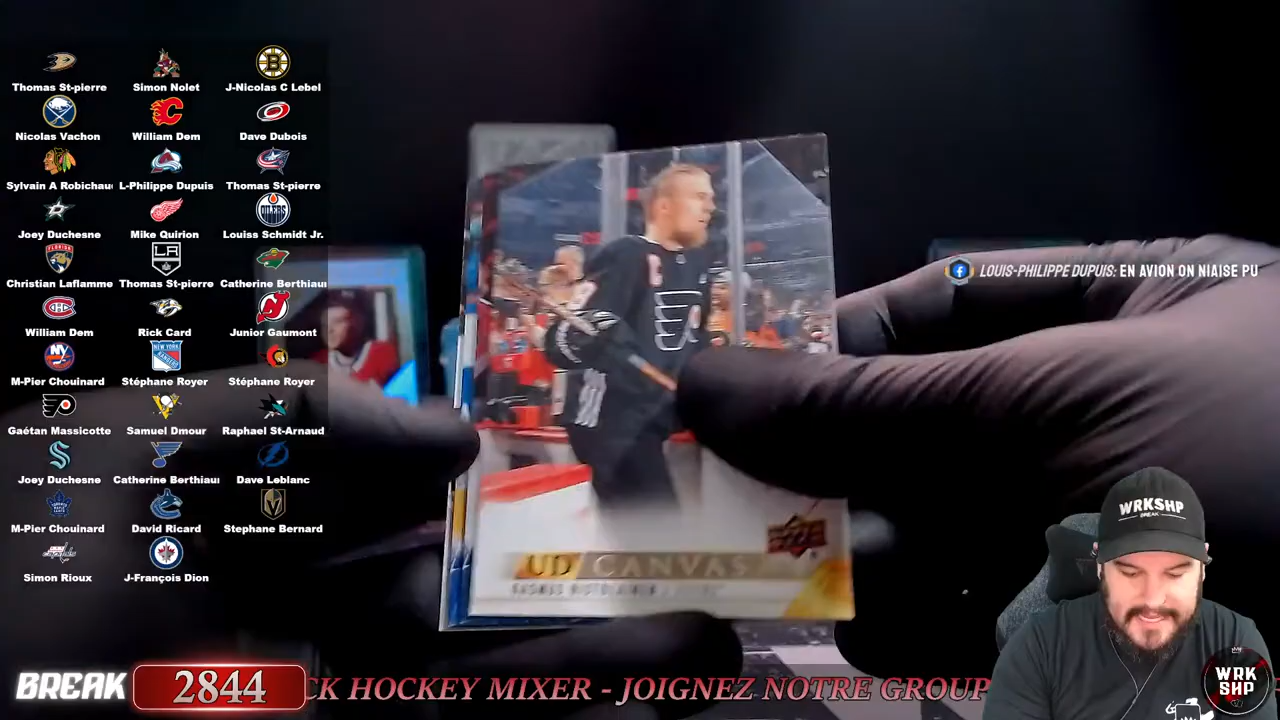 Thomas St-pierre
Simon Nolet
J-Nicolas C Lebel
Nicolas Vachon
William Dem
Dave Dubois
Sylvain A Robichau
L-Philippe Dupuis
Thomas St-pierre
Joey Duchesne
Mike Quirion
Louiss Schmidt Jr.
Christian Laflamme
Thomas St-pierre
Catherine Berthiau
William Dem
Rick Card
Junior Gaumont
M-Pier Chouinard
Stéphane Royer
Stéphane Royer
Gaétan Massicotte
Samuel Dmour
Raphael St-Arnaud
Joey Duchesne
Catherine Berthiau
Dave Leblanc
M-Pier Chouinard
David Ricard
Stephane Bernard
Simon Rioux
J-François Dion
LOUIS-PHILIPPE DUPUIS: EN AVION ON NIAISE PU
UD CANVAS
WRKSHP
BREAK
BREAK 2844
CK HOCKEY MIXER - JOIGNEZ NOTRE GROUP
WRK
SHP